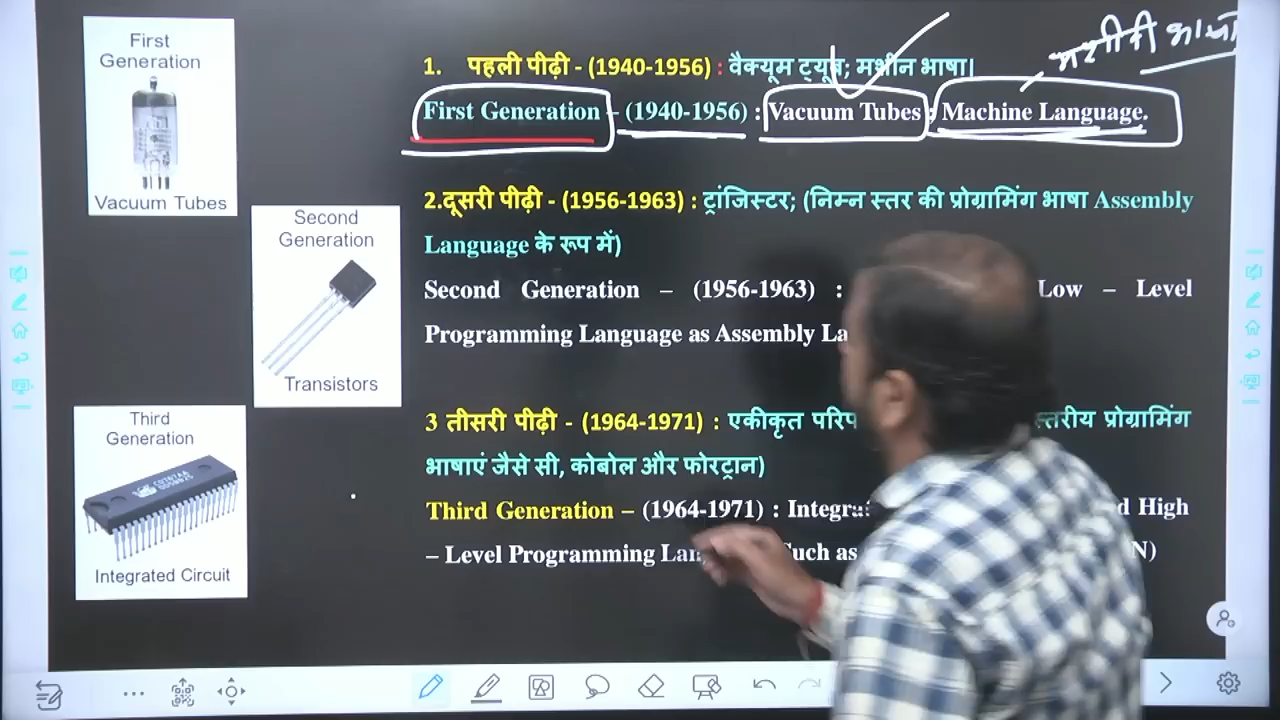 First
Generation
Vacuum Tubes
Second
Generation
Transistors
Third
Generation
Integrated Circuit
मशीनी भाषा
1. पहली पीढ़ी - (1940-1956) : वैक्यूम ट्यूब; मशीन भाषा।
First Generation – (1940-1956) : Vacuum Tubes ; Machine Language.
2.दूसरी पीढ़ी - (1956-1963) : ट्रांजिस्टर; (निम्न स्तर की प्रोग्रामिंग भाषा Assembly
Language के रूप में)
Second Generation – (1956-1963) : Low – Level
Programming Language as Assembly La
3 तीसरी पीढ़ी - (1964-1971) : एकीकृत परिप स्तरीय प्रोग्रामिंग
भाषाएं जैसे सी, कोबोल और फोरट्रान)
Third Generation – (1964-1971) : Integra d High
– Level Programming Lan Such as N)